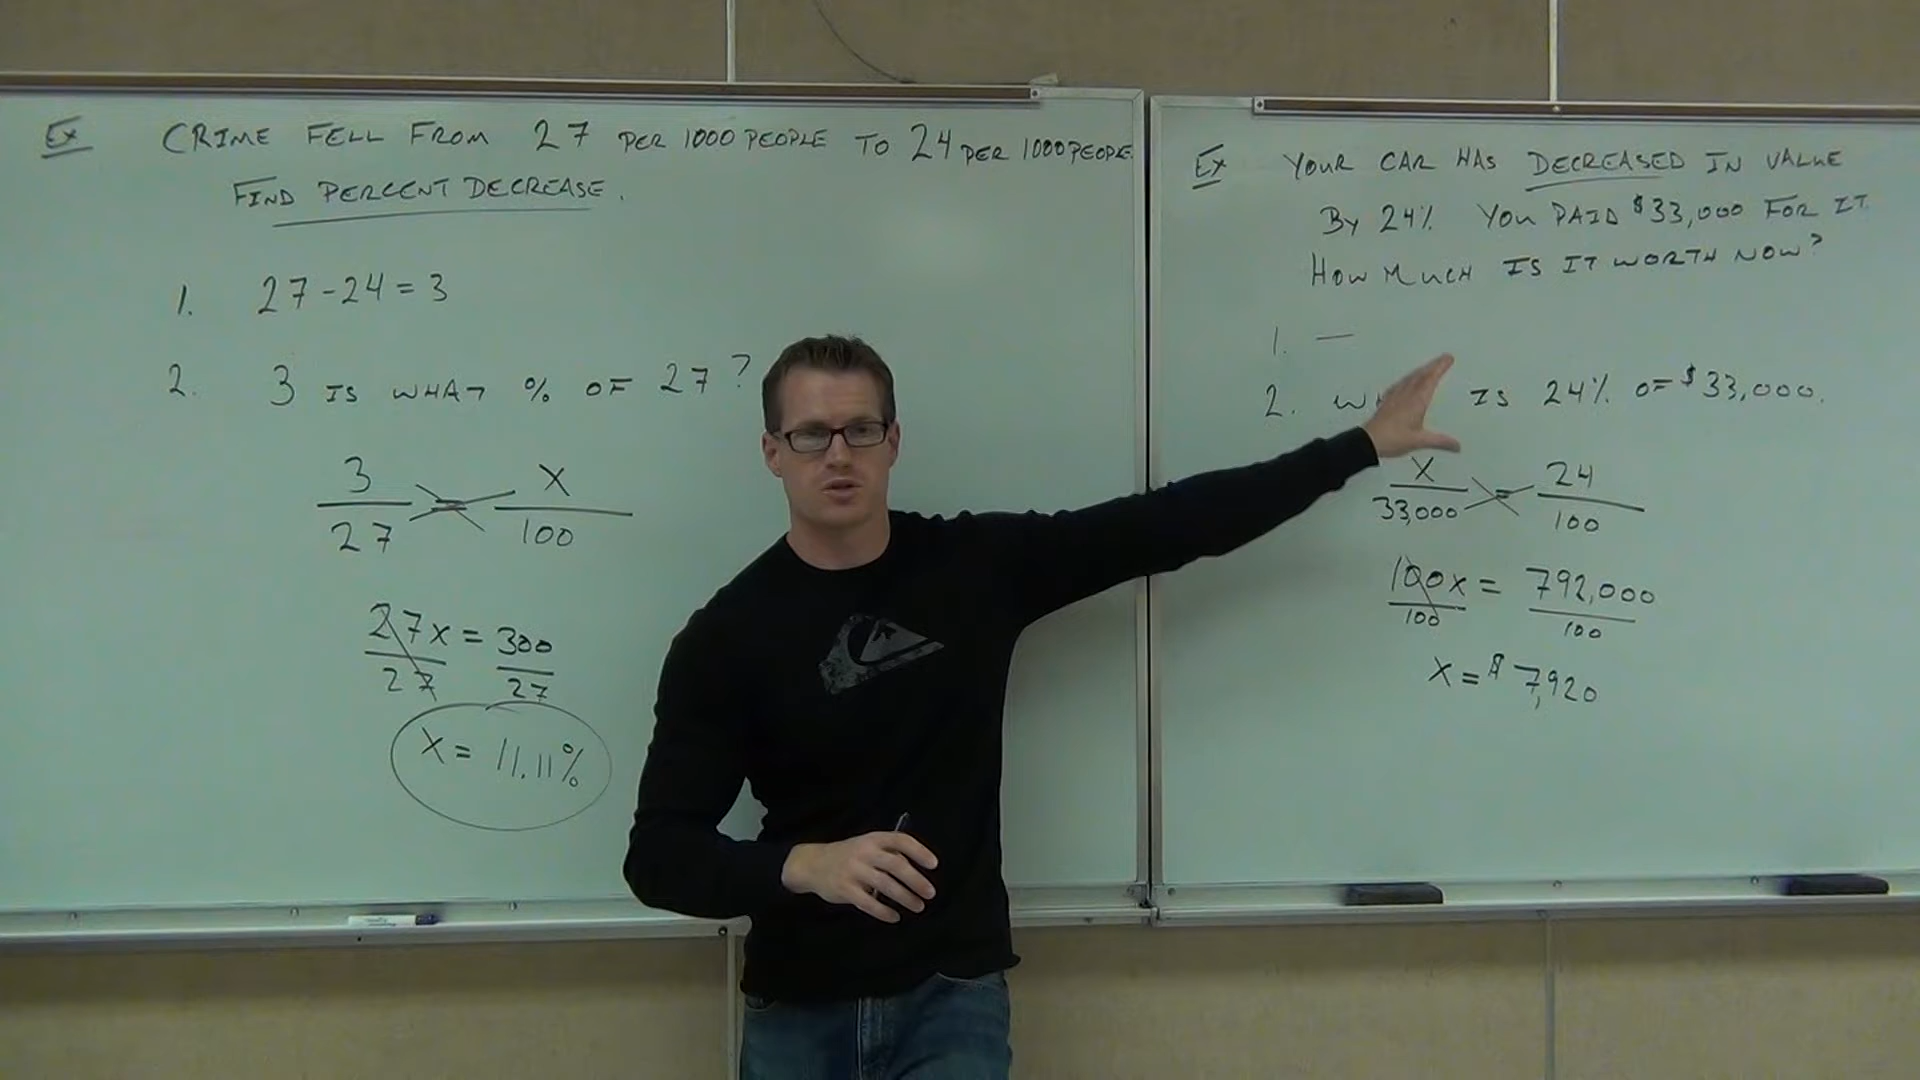 Ex CRIME FELL FROM 27 PER 1000 PEOPLE TO 24 PER 1000 PEOPLE.
FIND PERCENT DECREASE.
1. 27-24=3
2. 3 IS WHAT % OF 27?
3 = X
27 100
27x = 300
27 27
X = 11.11%
Ex YOUR CAR HAS DECREASED IN VALUE
BY 24% YOU PAID $33,000 FOR IT
HOW MUCH IS IT WORTH NOW?
1. —
2. IS 24% OF $33,000.
X = 24
33,000 100
100x = 792,000
100 100
X = $7,920